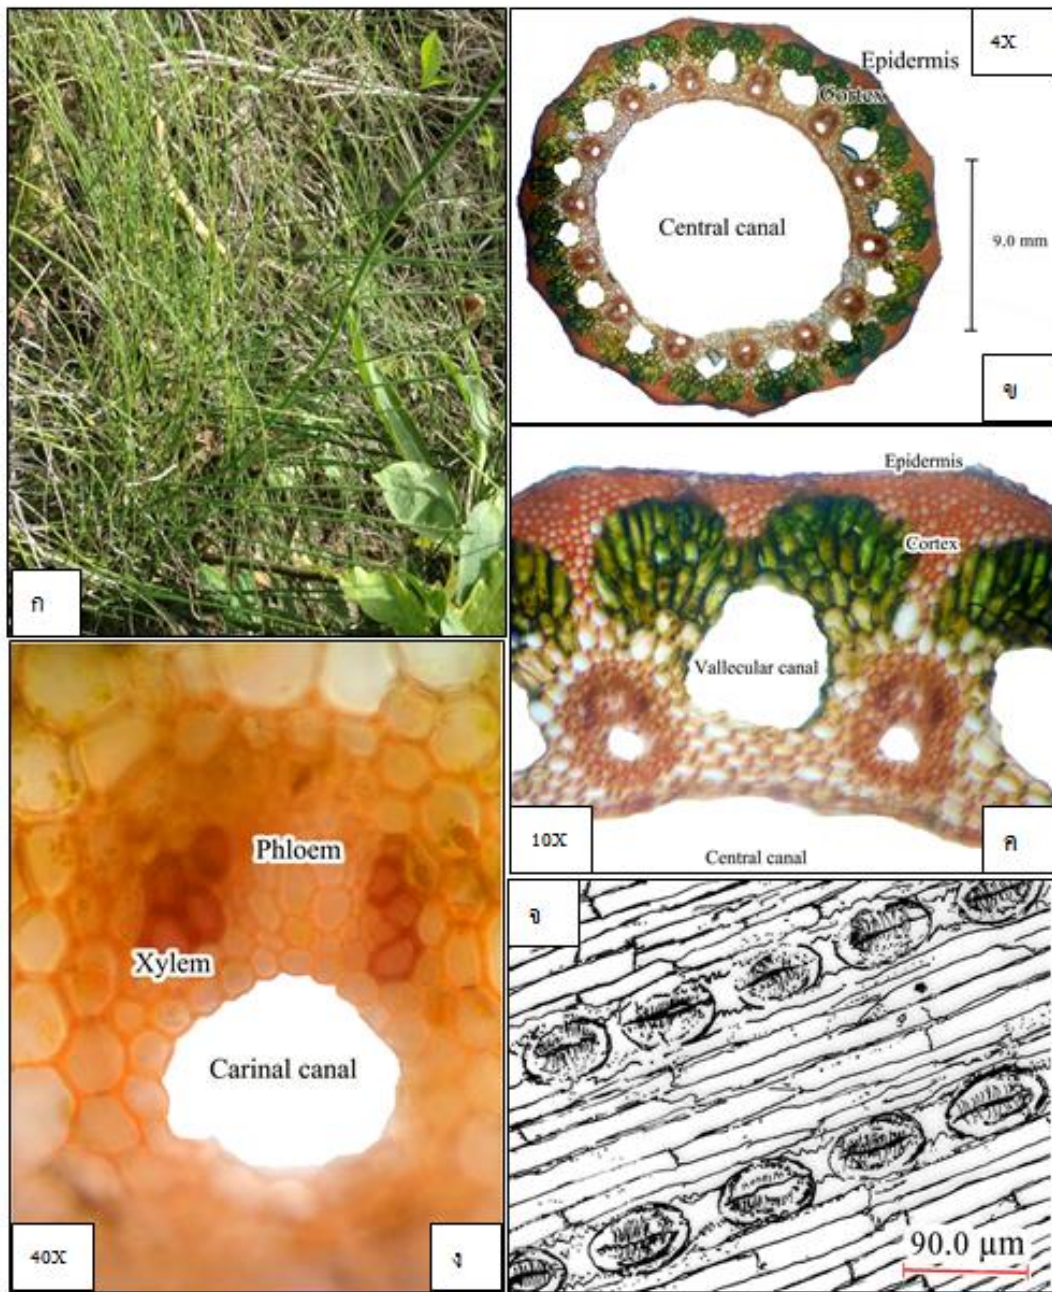 ก
4X
Epidermis
Cortex
Central canal
9.0 mm
ข
Epidermis
Cortex
Vallecular canal
10X
Central canal
ค
Phloem
Xylem
Carinal canal
40X
ง
จ
90.0 µm